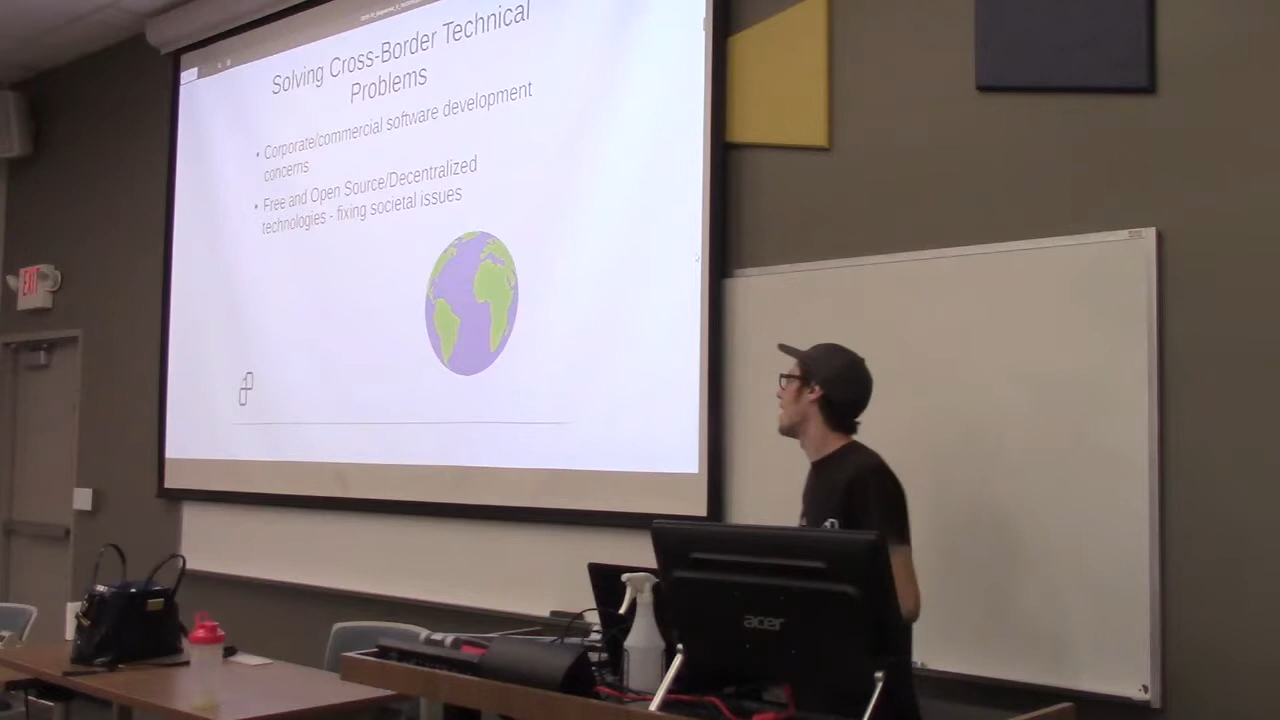 Solving Cross-Border Technical
Problems
• Corporate/commercial software development
concerns
• Free and Open Source/Decentralized
technologies - fixing societal issues
EXIT
acer